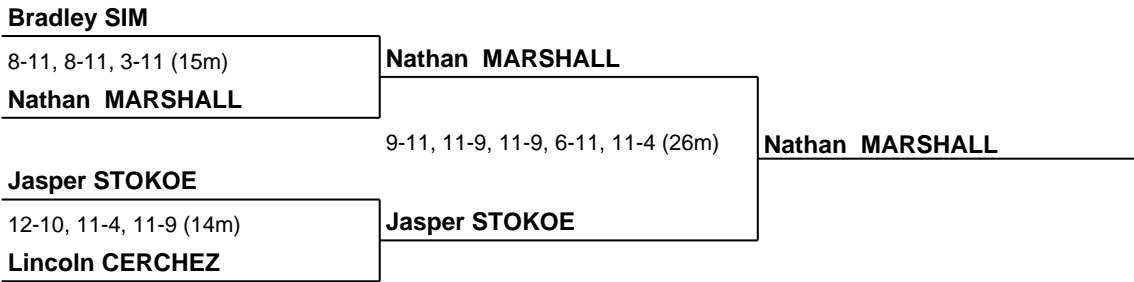 Bradley SIM
8-11, 8-11, 3-11 (15m)
Nathan  MARSHALL
Nathan  MARSHALL
9-11, 11-9, 11-9, 6-11, 11-4 (26m)
Nathan  MARSHALL
Jasper STOKOE
12-10, 11-4, 11-9 (14m)
Jasper STOKOE
Lincoln CERCHEZ